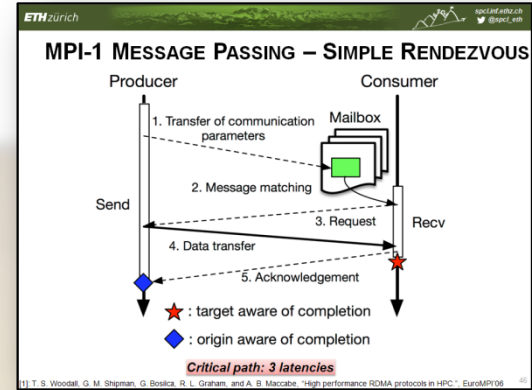 ETHzürich
spcl.inf.ethz.ch
@spcl_eth
MPI-1 MESSAGE PASSING – SIMPLE RENDEZVOUS
Producer
Consumer
1. Transfer of communication
parameters
Mailbox
2. Message matching
Send
3. Request
Recv
4. Data transfer
5. Acknowledgement
: target aware of completion
: origin aware of completion
Critical path: 3 latencies
[1]: T. S. Woodall, G. M. Shipman, G. Bosilca, R. L. Graham, and A. B. Maccabe, "High performance RDMA protocols in HPC.", EuroMPI'06